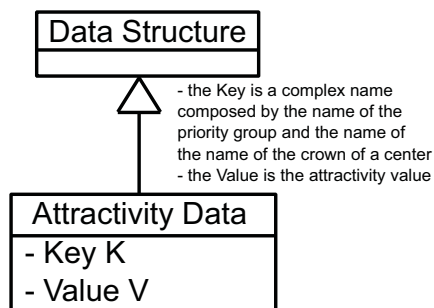 Data Structure
- the Key is a complex name
composed by the name of the
priority group and the name of
the name of the crown of a center
- the Value is the attractivity value
Attractivity Data
- Key K
- Value V